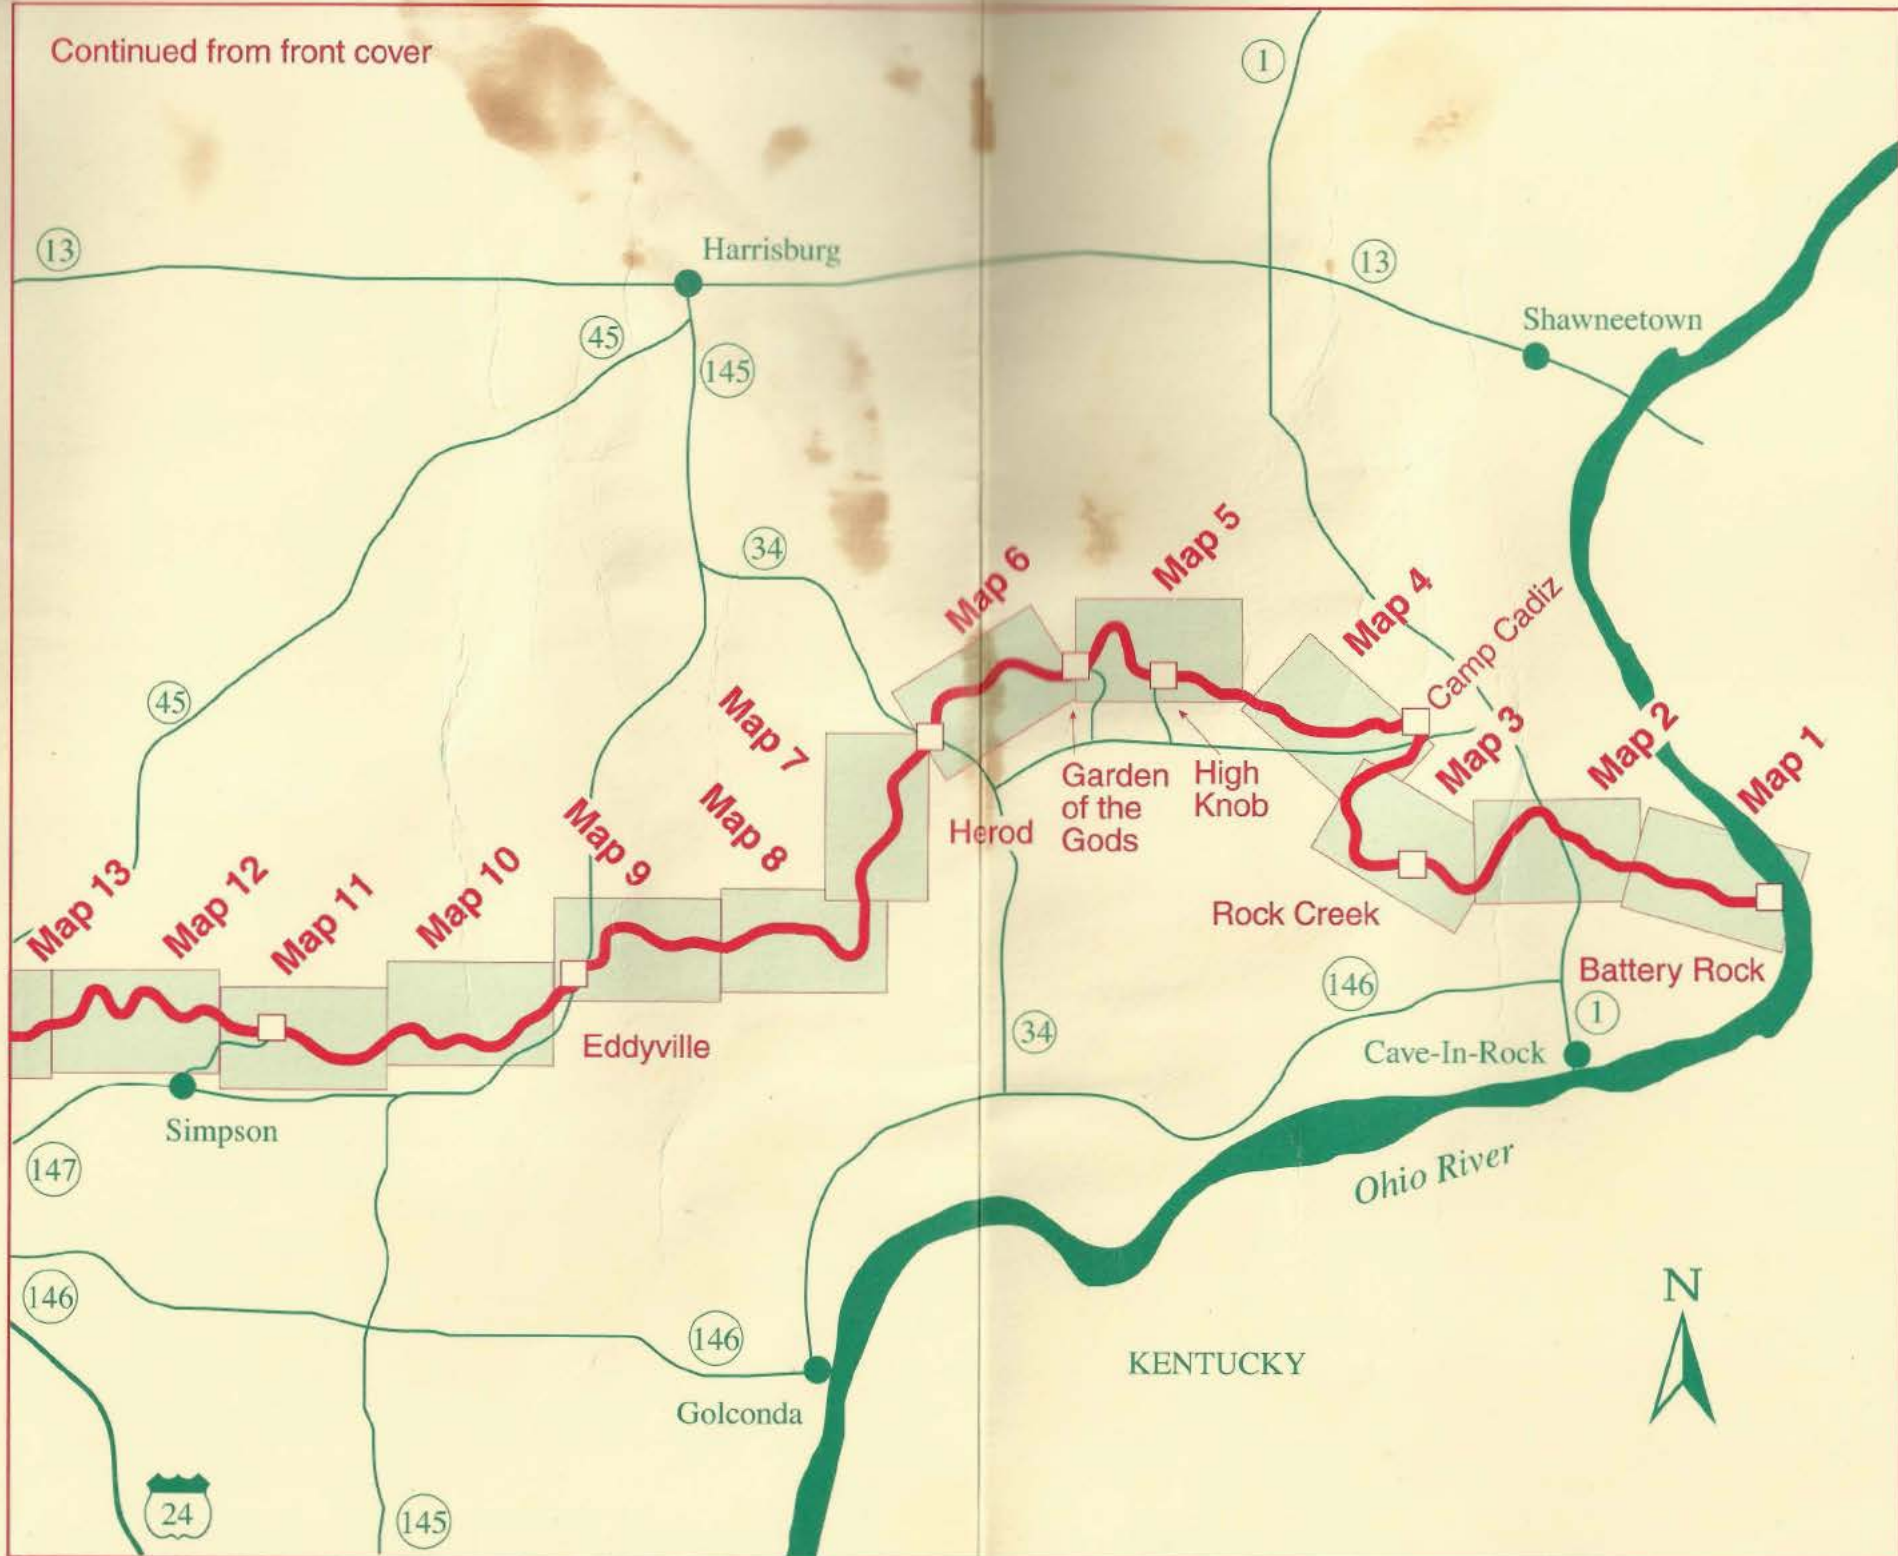 Continued from front cover
1
13
Harrisburg
13
45
Shawneetown
145
34
Map 6
Map 5
Map 4
Camp Cadiz
45
Map 7
Map 3
Map 2
Map 1
Garden
of the
Gods
High
Knob
Herod
Map 8
Map 9
Map 10
Map 11
Map 12
Map 13
Rock Creek
Battery Rock
146
1
34
Eddyville
Cave-In-Rock
Simpson
147
Ohio River
146
146
KENTUCKY
N
Golconda
24
145